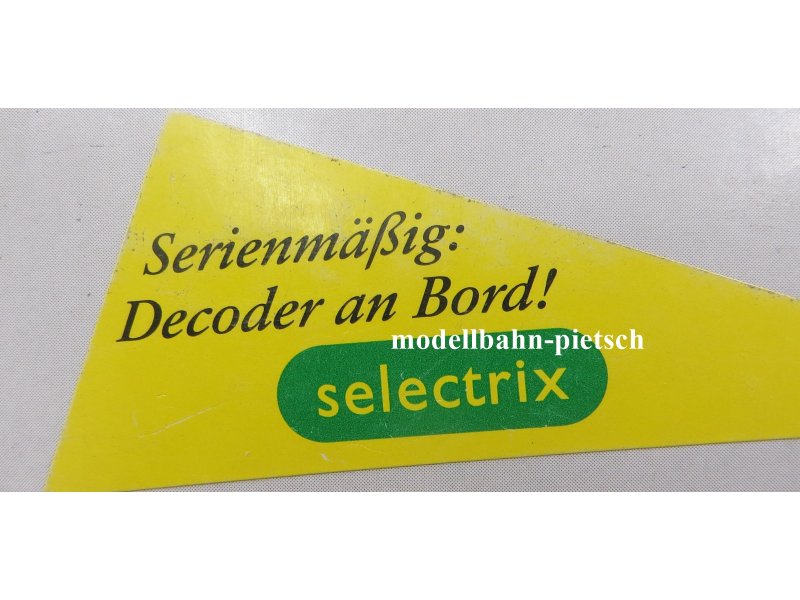 Serienmäßig:
Decoder an Bord!
modellbahn-pietsch
selectrix